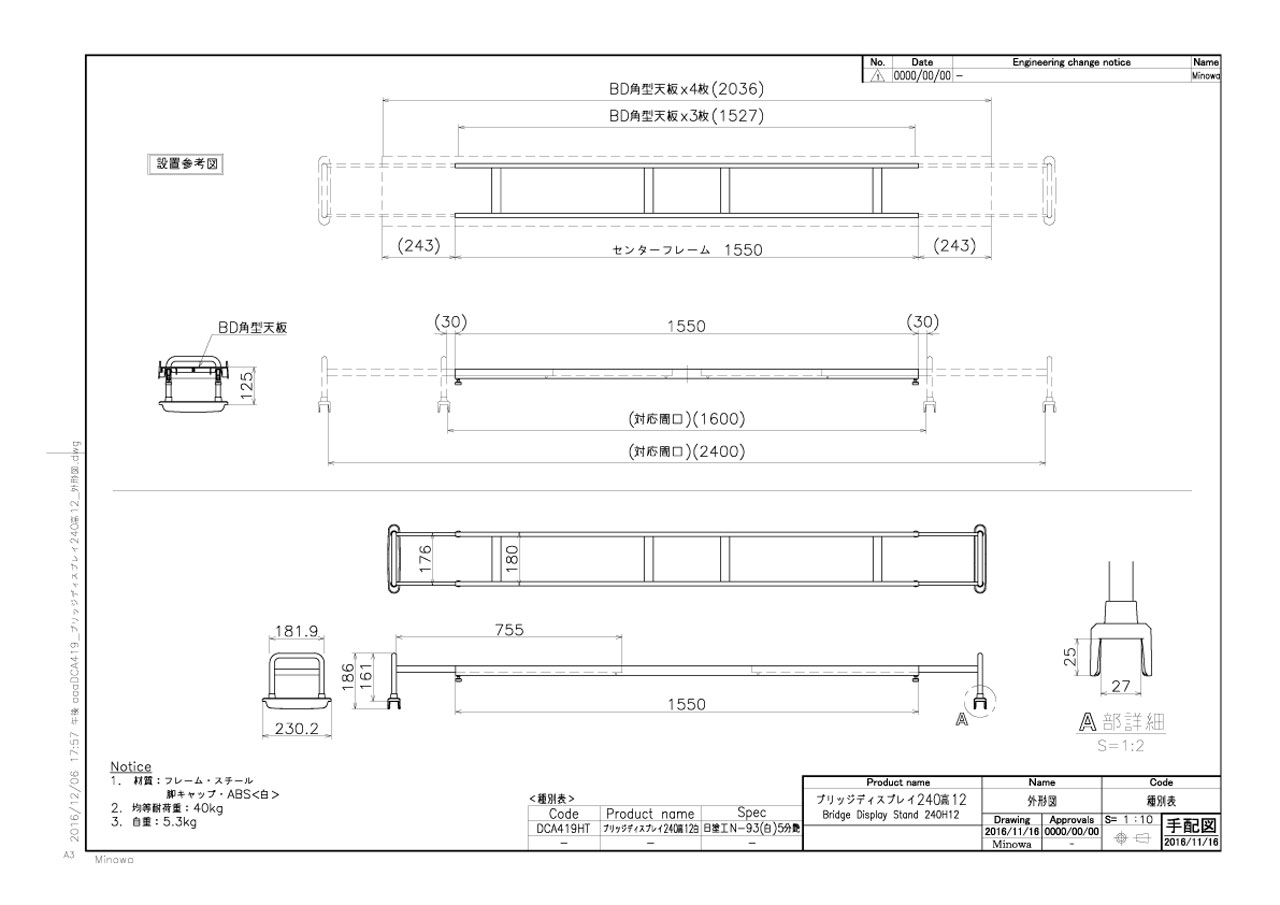 No. Date Engineering change notice Name
1 0000/00/00 － Minowa
BD角型天板x4枚(2036)
BD角型天板x3枚(1527)
設置参考図
(243) センターフレーム 1550 (243)
BD角型天板
(30) 1550 (30)
125
(対応間口)(1600)
(対応間口)(2400)
176
180
181.9
755
186
161
25
27
1550
A
230.2
A 部詳細
S=1:2
Notice
1. 材質：フレーム・スチール
脚キャップ・ABS<白>
2. 均等耐荷重：40kg
3. 自重：5.3kg
<種別表>
Code Product name Spec
DCA419HT ブリッジディスプレイ240高12白 日塗工N-93(白)5分艶
－ － －
Product name Name Code
ブリッジディスプレイ240高12 外形図 種別表
Bridge Display Stand 240H12
Drawing Approvals S= 1:10 手配図
2016/11/16 0000/00/00
Minowa - 2016/11/16
2016/12/06 17:57 午後 aaaDCA419_ブリッジディスプレイ240高12_外形図.dwg
A3 Minowa